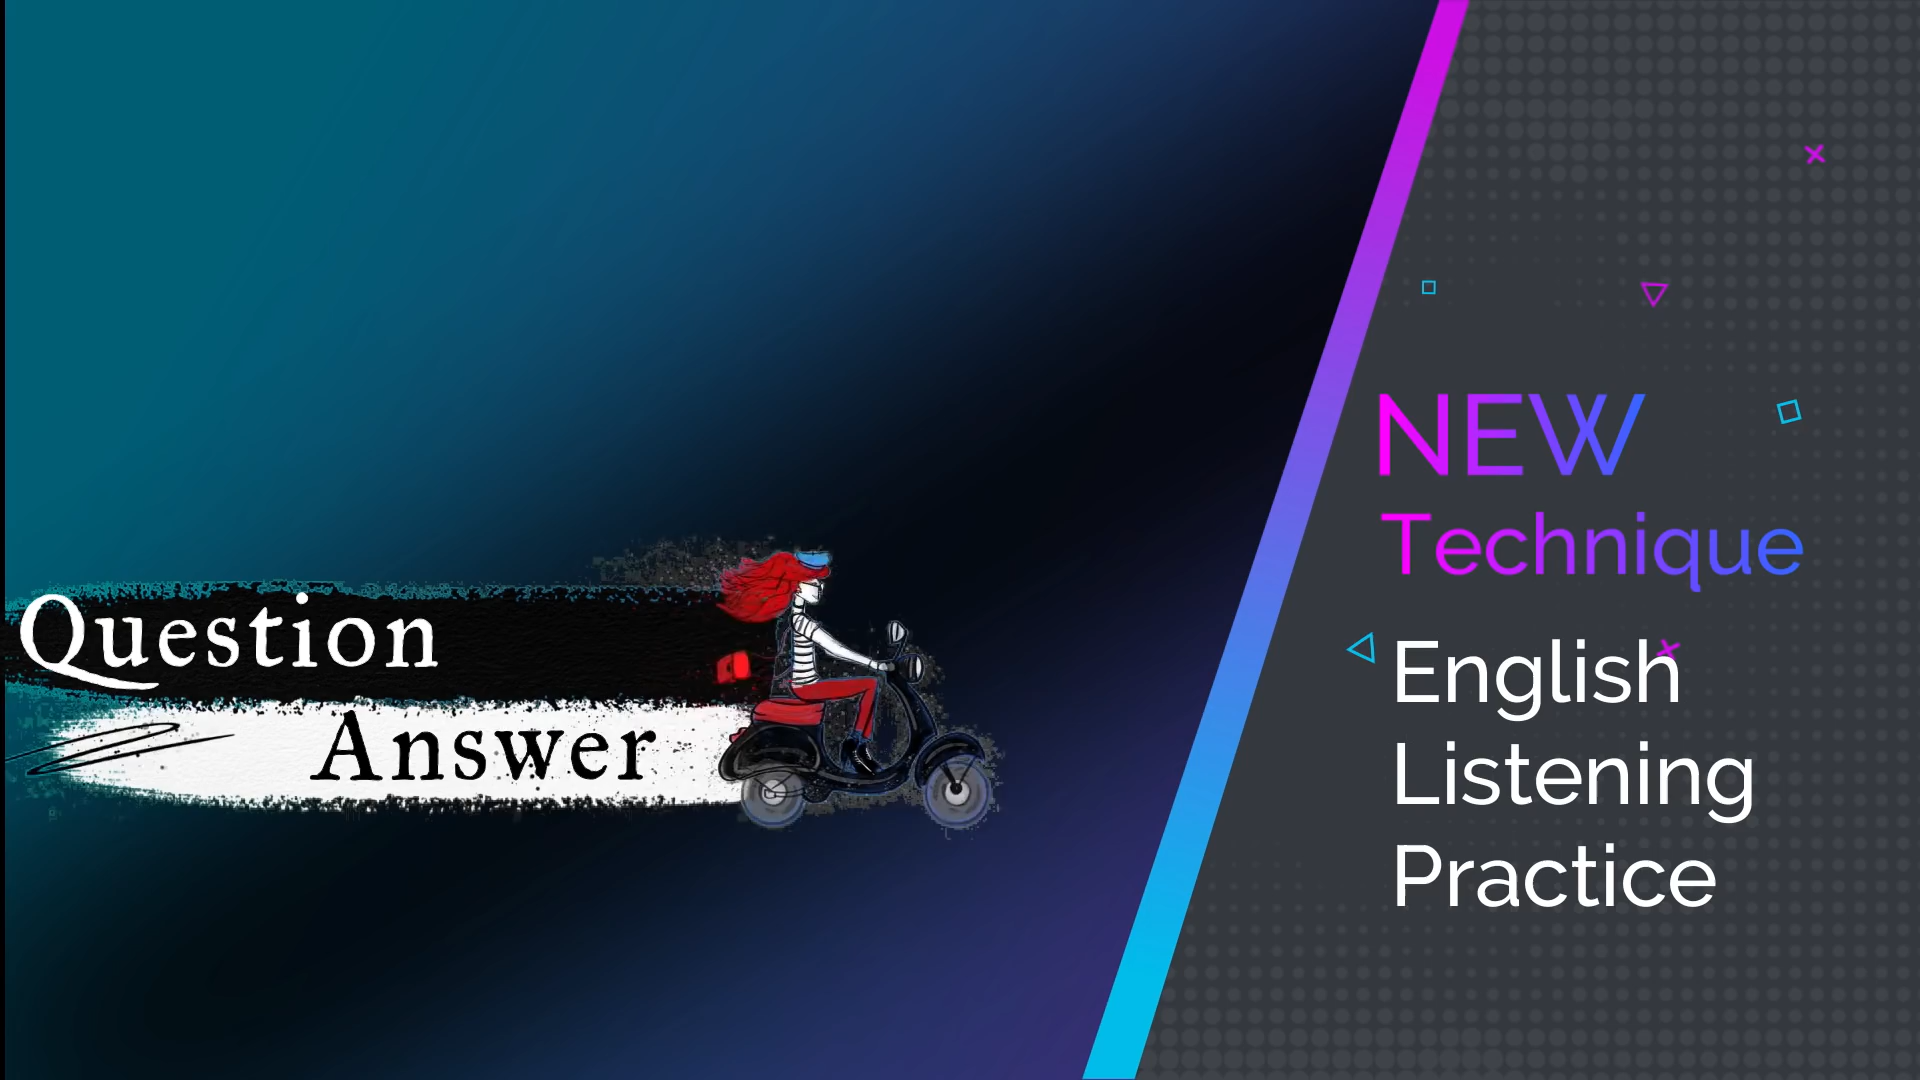 Question
Answer
NEW
Technique
English
Listening
Practice